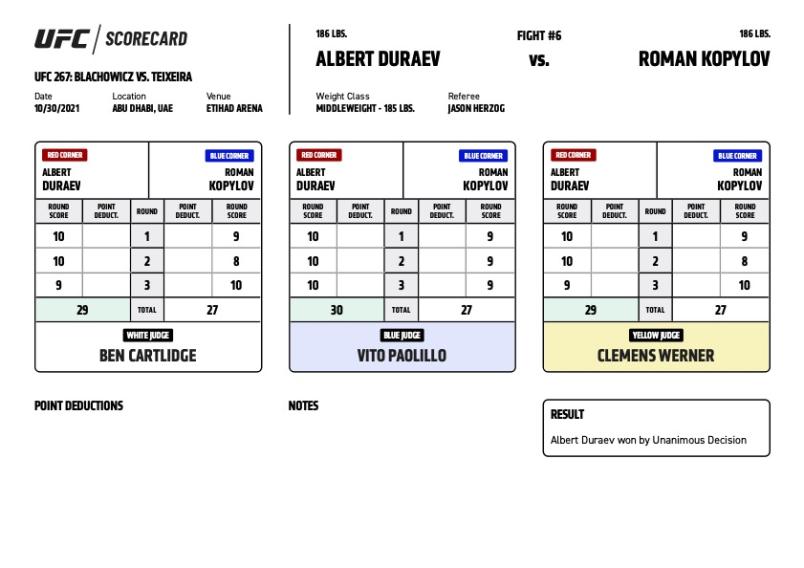 UFC / SCORECARD
UFC 267: BLACHOWICZ VS. TEIXEIRA
Date Location Venue
10/30/2021 ABU DHABI, UAE ETIHAD ARENA
186 LBS. FIGHT #6 186 LBS.
ALBERT DURAEV vs. ROMAN KOPYLOV
Weight Class Referee
MIDDLEWEIGHT - 185 LBS. JASON HERZOG
RED CORNER BLUE CORNER
ALBERT ROMAN
DURAEV KOPYLOV
ROUND POINT ROUND POINT ROUND
SCORE DEDUCT. DEDUCT. SCORE
10 1 9
10 2 8
9 3 10
29 TOTAL 27
WHITE JUDGE
BEN CARTLIDGE
RED CORNER BLUE CORNER
ALBERT ROMAN
DURAEV KOPYLOV
ROUND POINT ROUND POINT ROUND
SCORE DEDUCT. DEDUCT. SCORE
10 1 9
10 2 9
10 3 9
30 TOTAL 27
BLUE JUDGE
VITO PAOLILLO
RED CORNER BLUE CORNER
ALBERT ROMAN
DURAEV KOPYLOV
ROUND POINT ROUND POINT ROUND
SCORE DEDUCT. DEDUCT. SCORE
10 1 9
10 2 8
9 3 10
29 TOTAL 27
YELLOW JUDGE
CLEMENS WERNER
POINT DEDUCTIONS
NOTES
RESULT
Albert Duraev won by Unanimous Decision